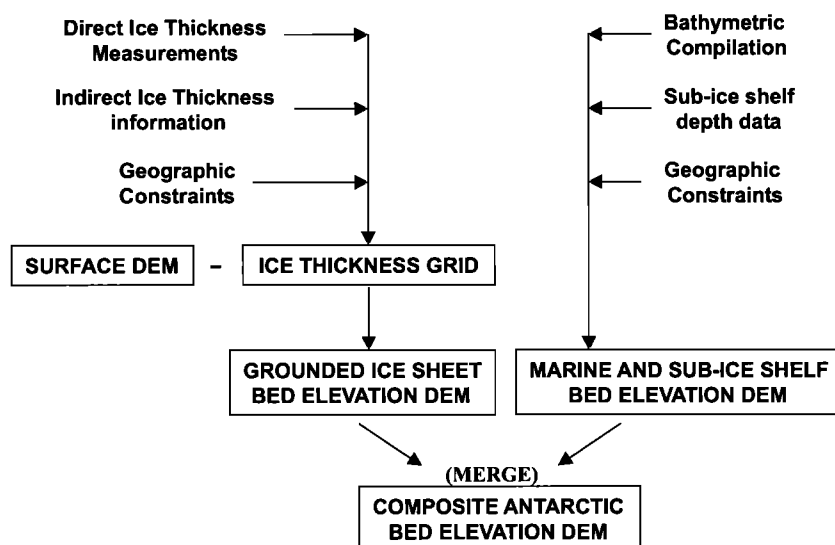 Direct Ice Thickness
Measurements
Indirect Ice Thickness
information
Geographic
Constraints
Bathymetric
Compilation
Sub-ice shelf
depth data
Geographic
Constraints
SURFACE DEM – ICE THICKNESS GRID
GROUNDED ICE SHEET
BED ELEVATION DEM
MARINE AND SUB-ICE SHELF
BED ELEVATION DEM
(MERGE)
COMPOSITE ANTARCTIC
BED ELEVATION DEM